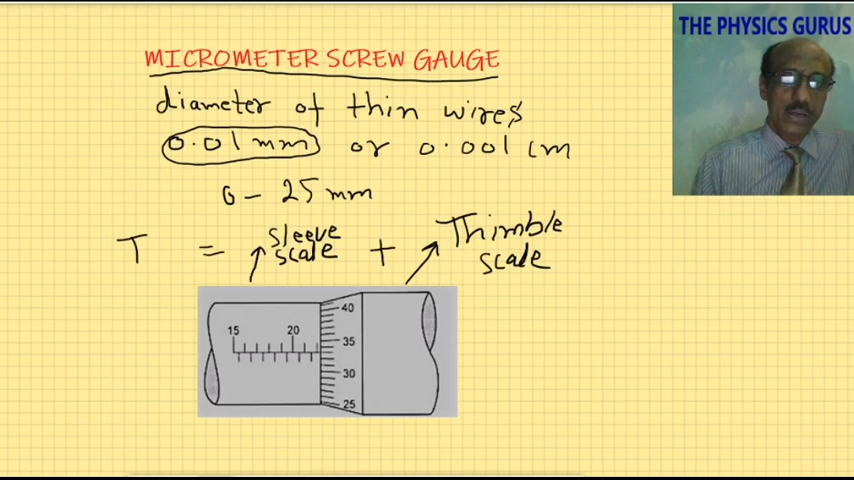 THE PHYSICS GURUS
MICROMETER SCREW GAUGE
diameter of thin wires
0.01 mm or 0.001 cm
0 - 25 mm
T = sleeve scale + Thimble scale
15 20
40
35
30
25